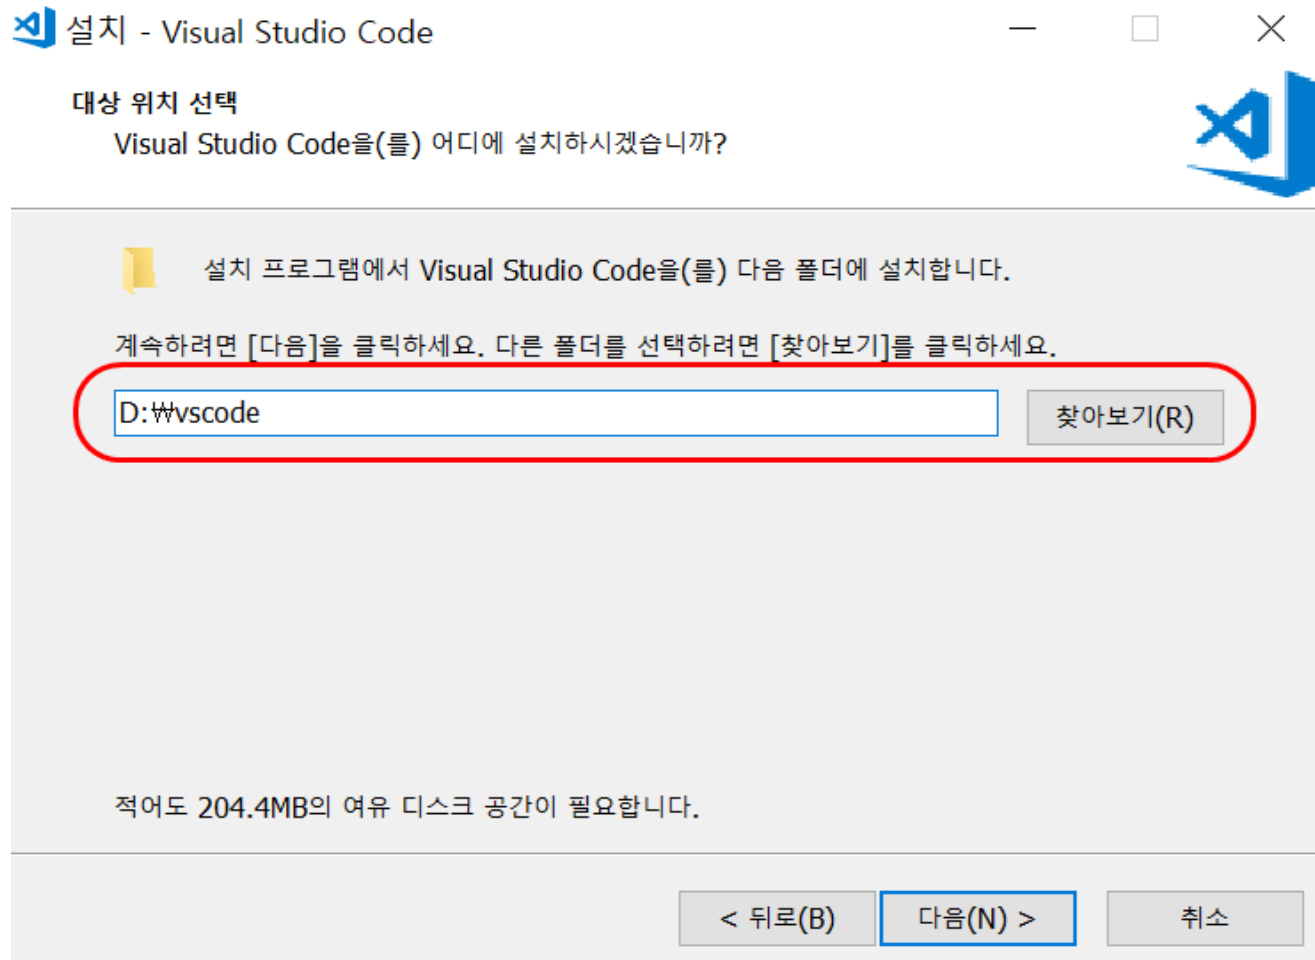 설치 - Visual Studio Code
대상 위치 선택
Visual Studio Code을(를) 어디에 설치하시겠습니까?
설치 프로그램에서 Visual Studio Code을(를) 다음 폴더에 설치합니다.
계속하려면 [다음]을 클릭하세요. 다른 폴더를 선택하려면 [찾아보기]를 클릭하세요.
D:₩vscode 찾아보기(R)
적어도 204.4MB의 여유 디스크 공간이 필요합니다.
< 뒤로(B) 다음(N) > 취소